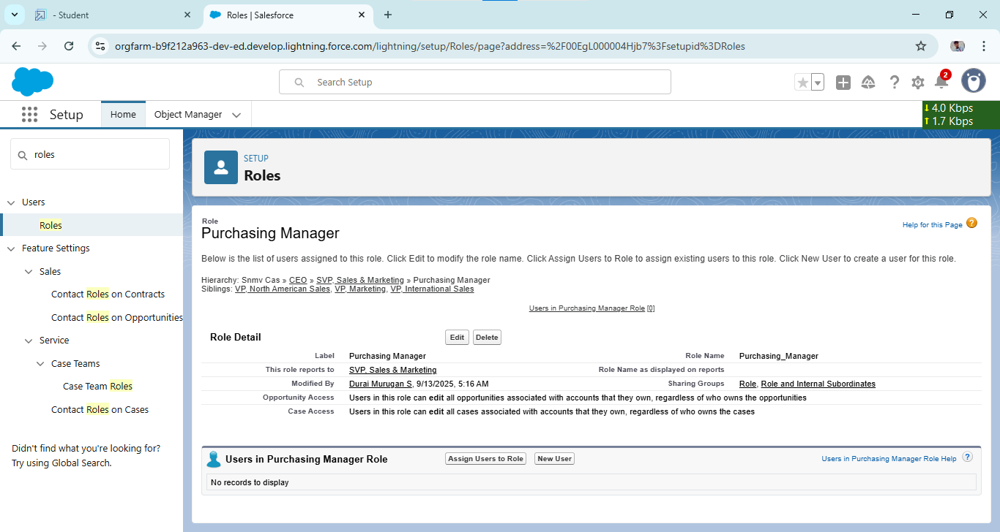 - Student
Roles | Salesforce
orgfarm-b9f212a963-dev-ed.develop.lightning.force.com/lightning/setup/Roles/page?address=%2F00EgL000004Hjb7%3Fsetupid%3DRoles
Search Setup
2
Setup
Home
Object Manager
4.0 Kbps
1.7 Kbps
roles
Users
Roles
Feature Settings
Sales
Contact Roles on Contracts
Contact Roles on Opportunities
Service
Case Teams
Case Team Roles
Contact Roles on Cases
Didn't find what you're looking for?
Try using Global Search.
SETUP
Roles
Role
Purchasing Manager
Help for this Page ?
Below is the list of users assigned to this role. Click Edit to modify the role name. Click Assign Users to Role to assign existing users to this role. Click New User to create a user for this role.
Hierarchy: Snmv Cas » CEO » SVP, Sales & Marketing » Purchasing Manager
Siblings: VP, North American Sales, VP, Marketing, VP, International Sales
Users in Purchasing Manager Role [0]
Role Detail Edit Delete
Label Purchasing Manager Role Name Purchasing_Manager
This role reports to SVP, Sales & Marketing Role Name as displayed on reports
Modified By Durai Murugan S, 9/13/2025, 5:16 AM Sharing Groups Role, Role and Internal Subordinates
Opportunity Access Users in this role can edit all opportunities associated with accounts that they own, regardless of who owns the opportunities
Case Access Users in this role can edit all cases associated with accounts that they own, regardless of who owns the cases
Users in Purchasing Manager Role Assign Users to Role New User Users in Purchasing Manager Role Help ?
No records to display